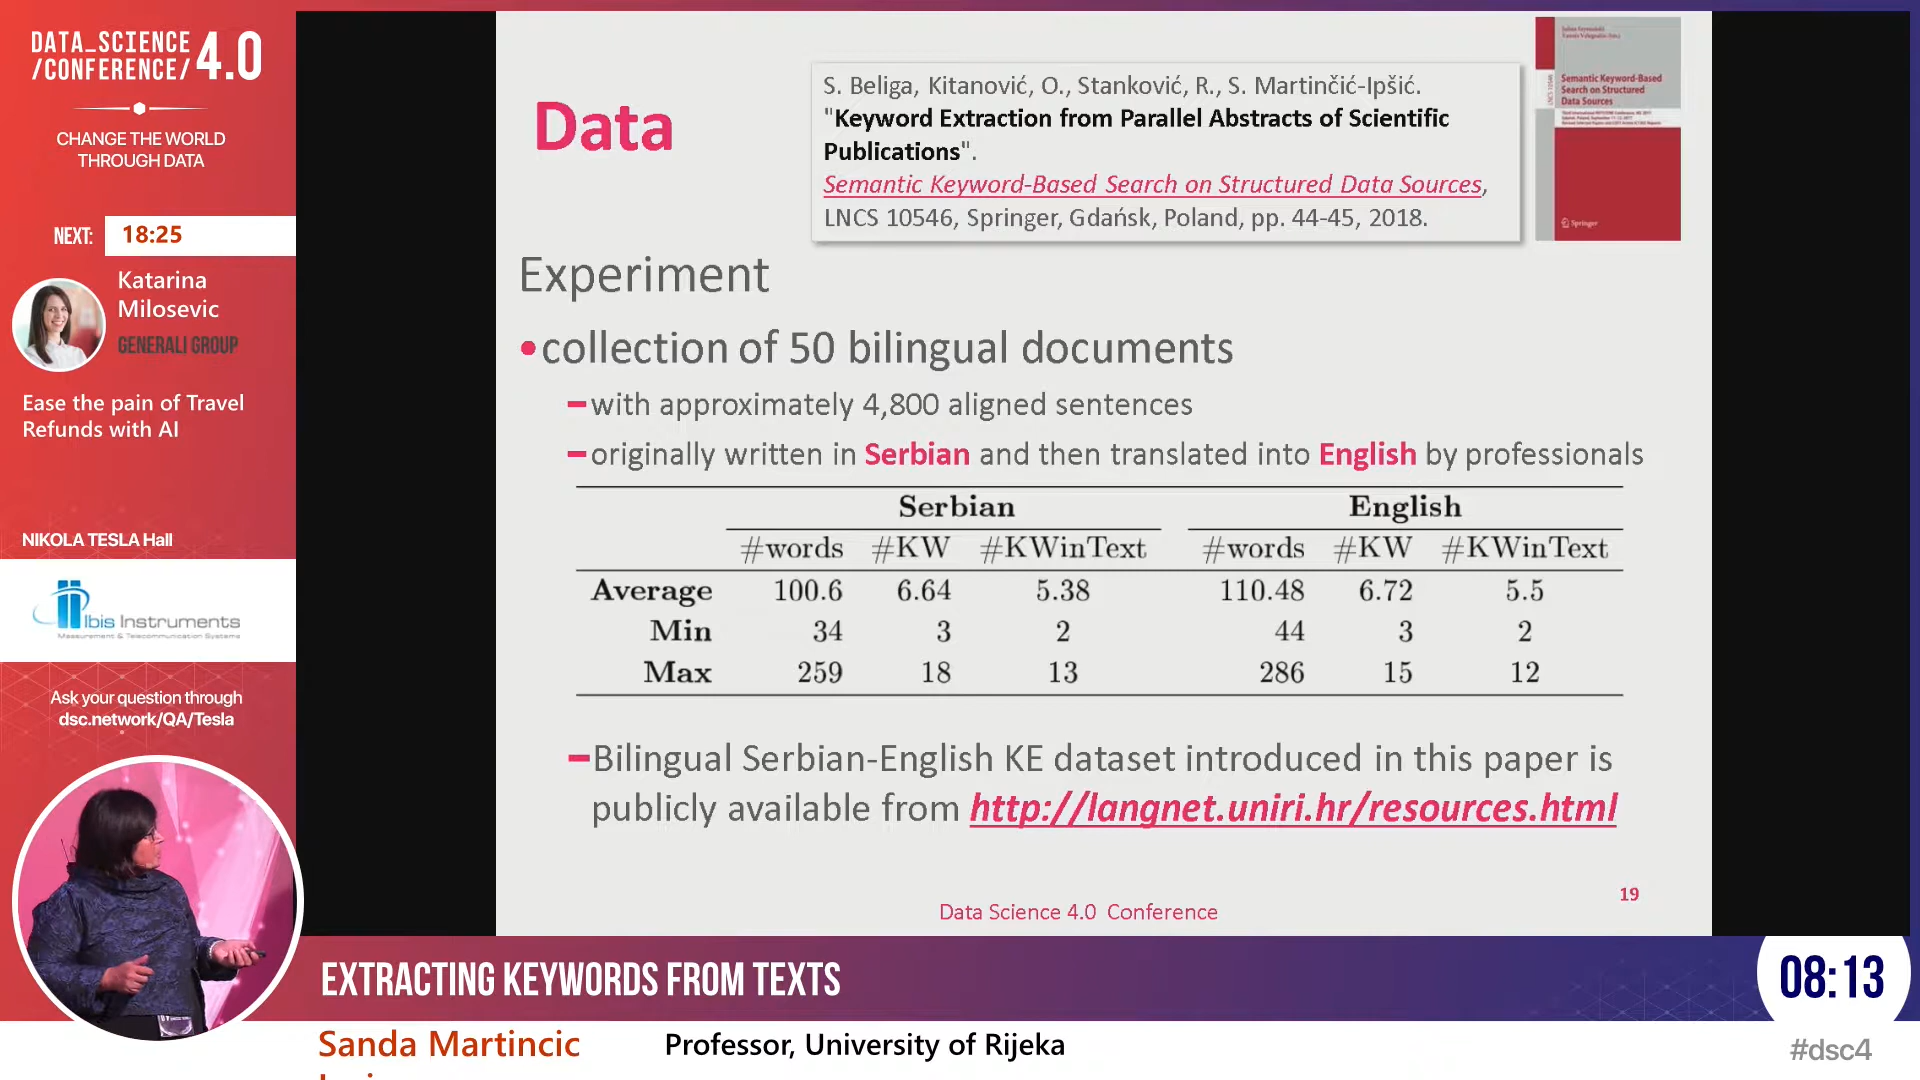 DATA_SCIENCE
/CONFERENCE/ 4.0
CHANGE THE WORLD
THROUGH DATA
NEXT: 18:25
Katarina
Milosevic
GENERALI GROUP
Ease the pain of Travel
Refunds with AI
NIKOLA TESLA Hall
Ibis Instruments
Measurement & Telecommunication Systems
Ask your question through
dsc.network/QA/Tesla
Data
S. Beliga, Kitanović, O., Stanković, R., S. Martinčić-Ipšić.
"Keyword Extraction from Parallel Abstracts of Scientific
Publications".
Semantic Keyword-Based Search on Structured Data Sources,
LNCS 10546, Springer, Gdańsk, Poland, pp. 44-45, 2018.
LNCS 10546
Semantic Keyword-Based
Search on Structured
Data Sources
Springer
Experiment
•collection of 50 bilingual documents
–with approximately 4,800 aligned sentences
–originally written in Serbian and then translated into English by professionals
Serbian English
#words #KW #KWinText #words #KW #KWinText
Average 100.6 6.64 5.38 110.48 6.72 5.5
Min 34 3 2 44 3 2
Max 259 18 13 286 15 12
–Bilingual Serbian-English KE dataset introduced in this paper is
publicly available from http://langnet.uniri.hr/resources.html
19
Data Science 4.0 Conference
EXTRACTING KEYWORDS FROM TEXTS
08:13
Sanda Martincic
Professor, University of Rijeka
#dsc4